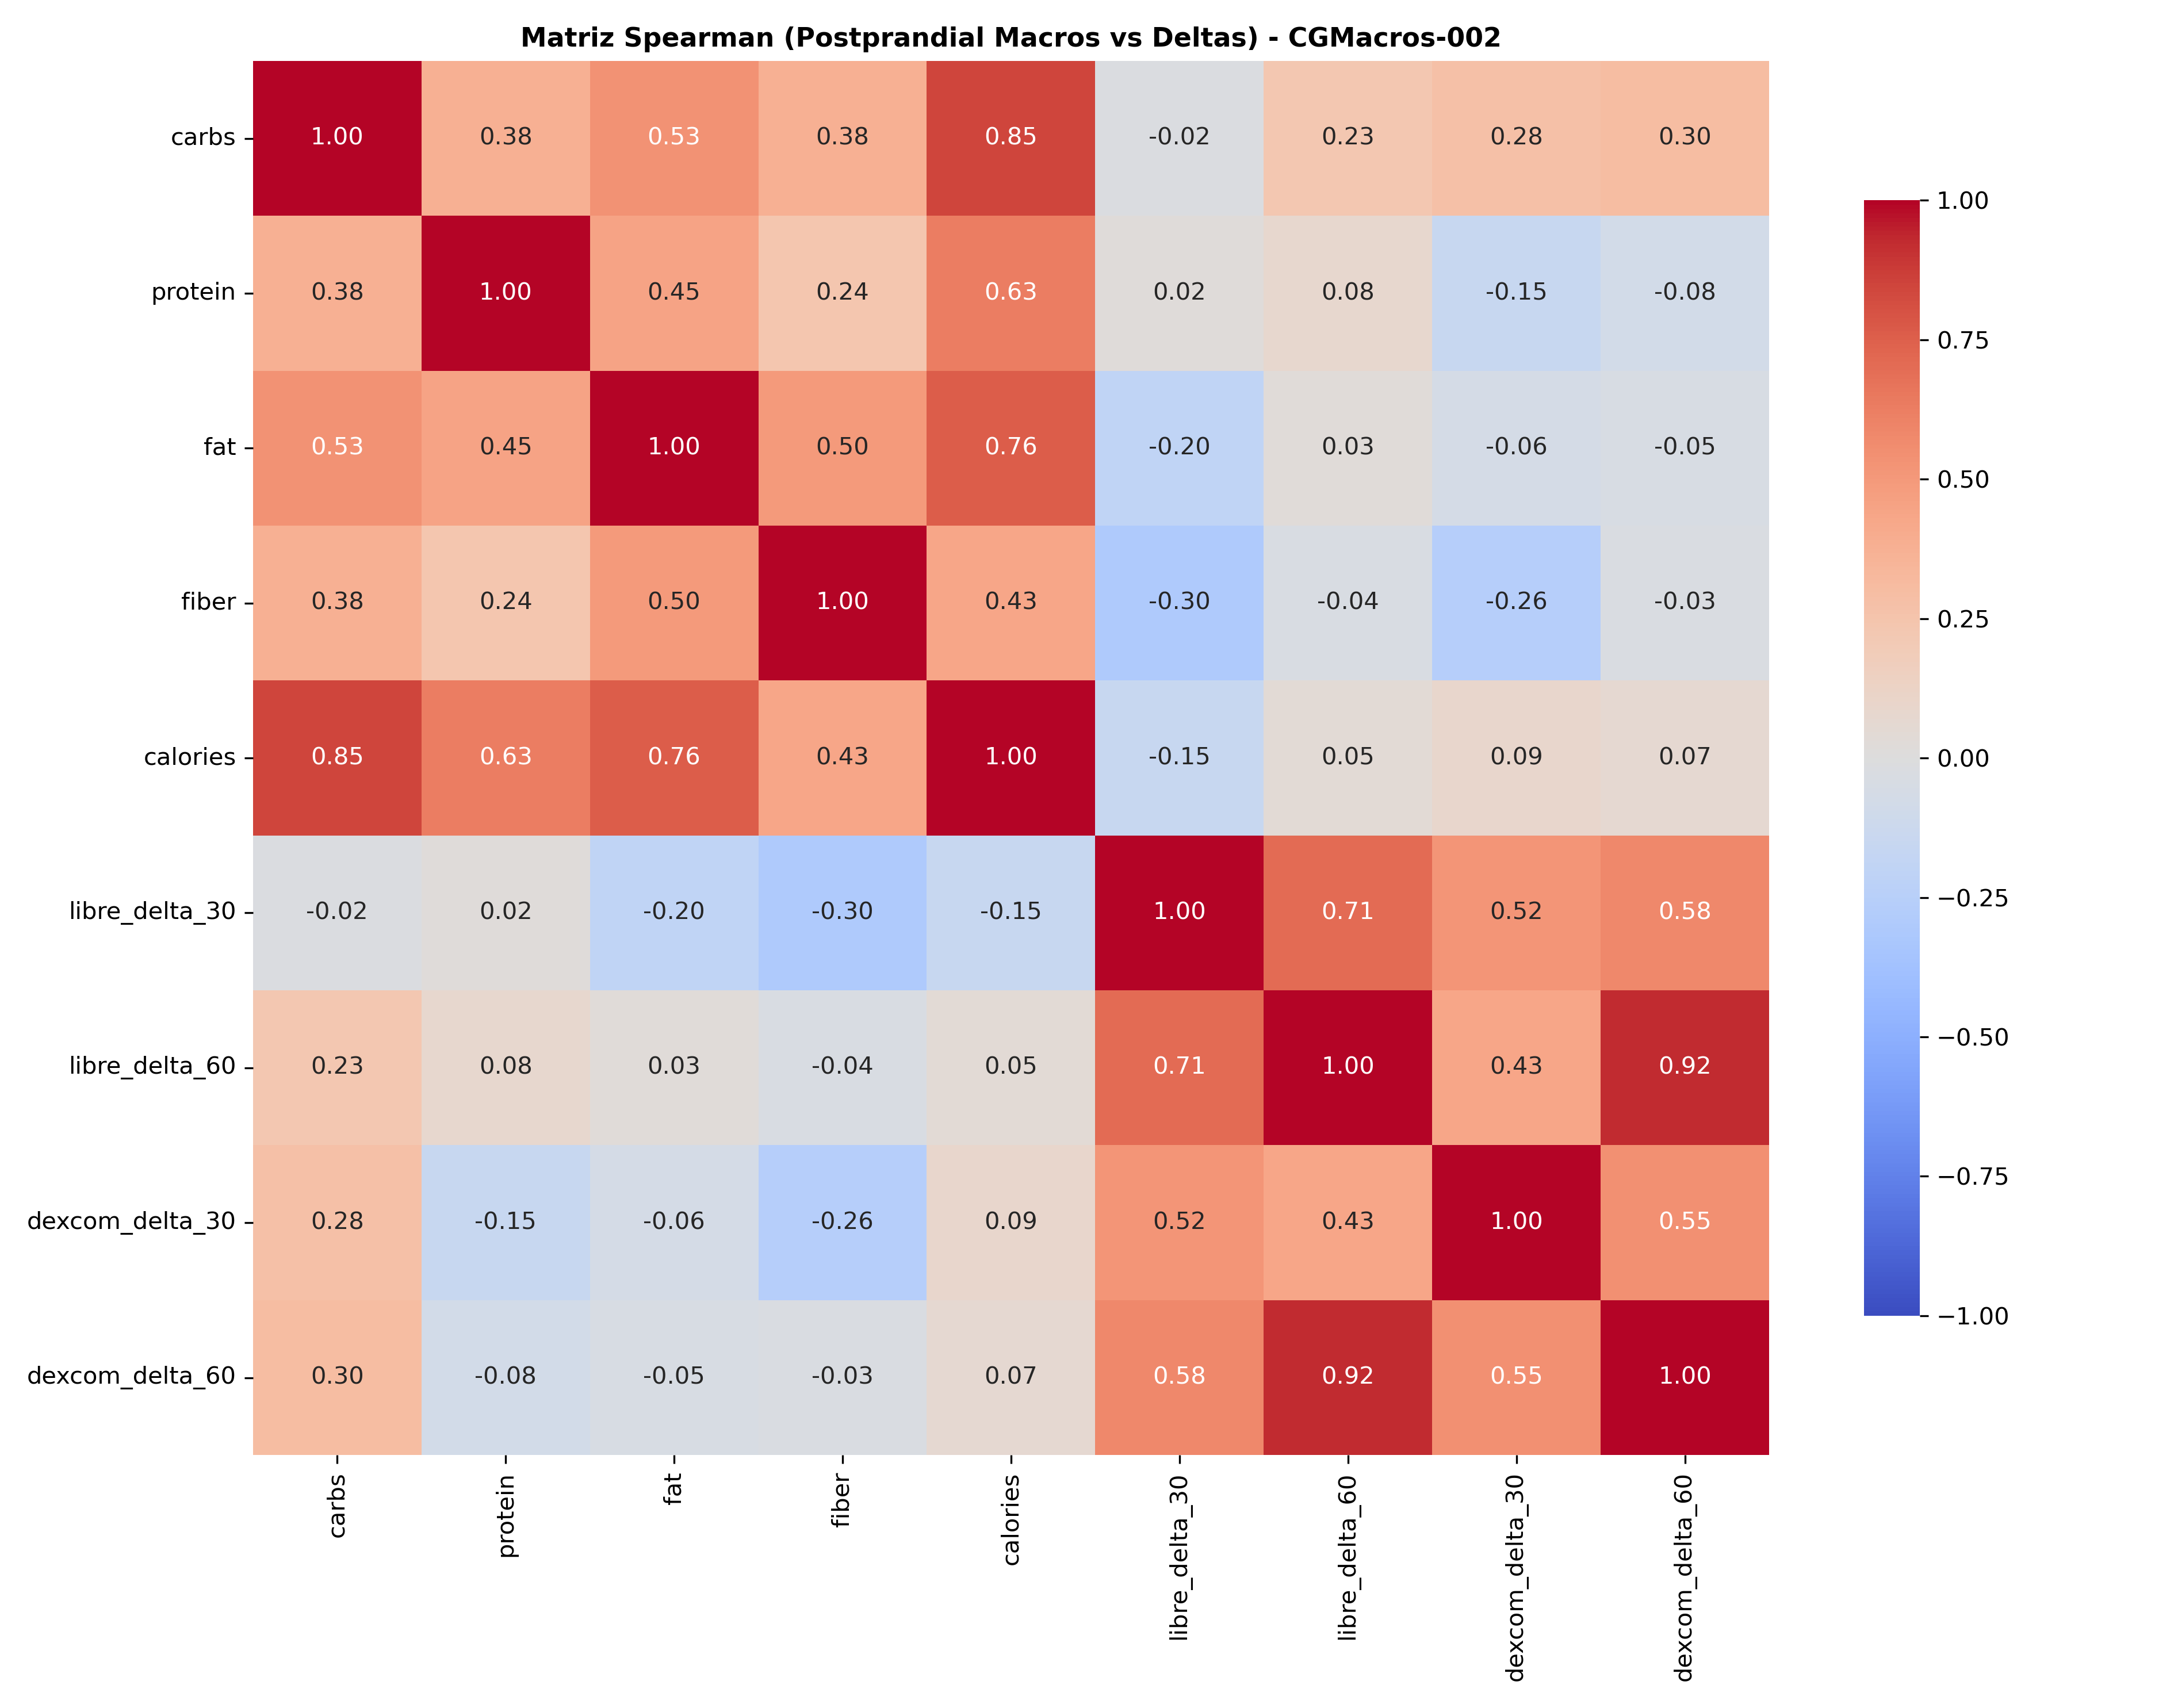 Matriz Spearman (Postprandial Macros vs Deltas) - CGMacros-002
carbs 1.00 0.38 0.53 0.38 0.85 -0.02 0.23 0.28 0.30
protein 0.38 1.00 0.45 0.24 0.63 0.02 0.08 -0.15 -0.08
fat 0.53 0.45 1.00 0.50 0.76 -0.20 0.03 -0.06 -0.05
fiber 0.38 0.24 0.50 1.00 0.43 -0.30 -0.04 -0.26 -0.03
calories 0.85 0.63 0.76 0.43 1.00 -0.15 0.05 0.09 0.07
libre_delta_30 -0.02 0.02 -0.20 -0.30 -0.15 1.00 0.71 0.52 0.58
libre_delta_60 0.23 0.08 0.03 -0.04 0.05 0.71 1.00 0.43 0.92
dexcom_delta_30 0.28 -0.15 -0.06 -0.26 0.09 0.52 0.43 1.00 0.55
dexcom_delta_60 0.30 -0.08 -0.05 -0.03 0.07 0.58 0.92 0.55 1.00
carbs protein fat fiber calories libre_delta_30 libre_delta_60 dexcom_delta_30 dexcom_delta_60
1.00
0.75
0.50
0.25
0.00
−0.25
−0.50
−0.75
−1.00